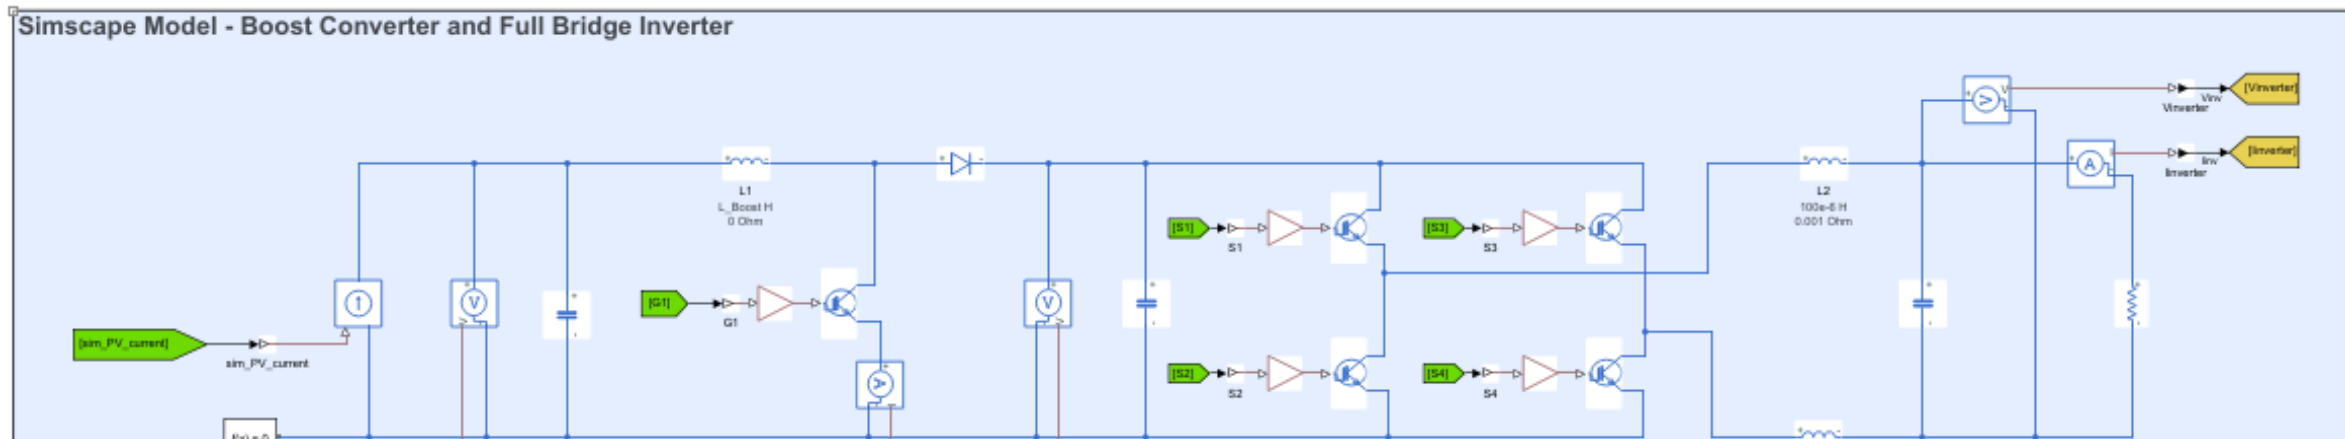 Simscape Model - Boost Converter and Full Bridge Inverter
[Vinverter]
Vinv
Vinverter
[Iinverter]
Iinv
Iinverter
L1
L_Boost H
0 Ohm
L2
100e-6 H
0.001 Ohm
[S1]
S1
[S3]
S3
[G1]
G1
V
V
A
[sim_PV_current]
sim_PV_current
[S2]
S2
[S4]
S4
f(x) = 0